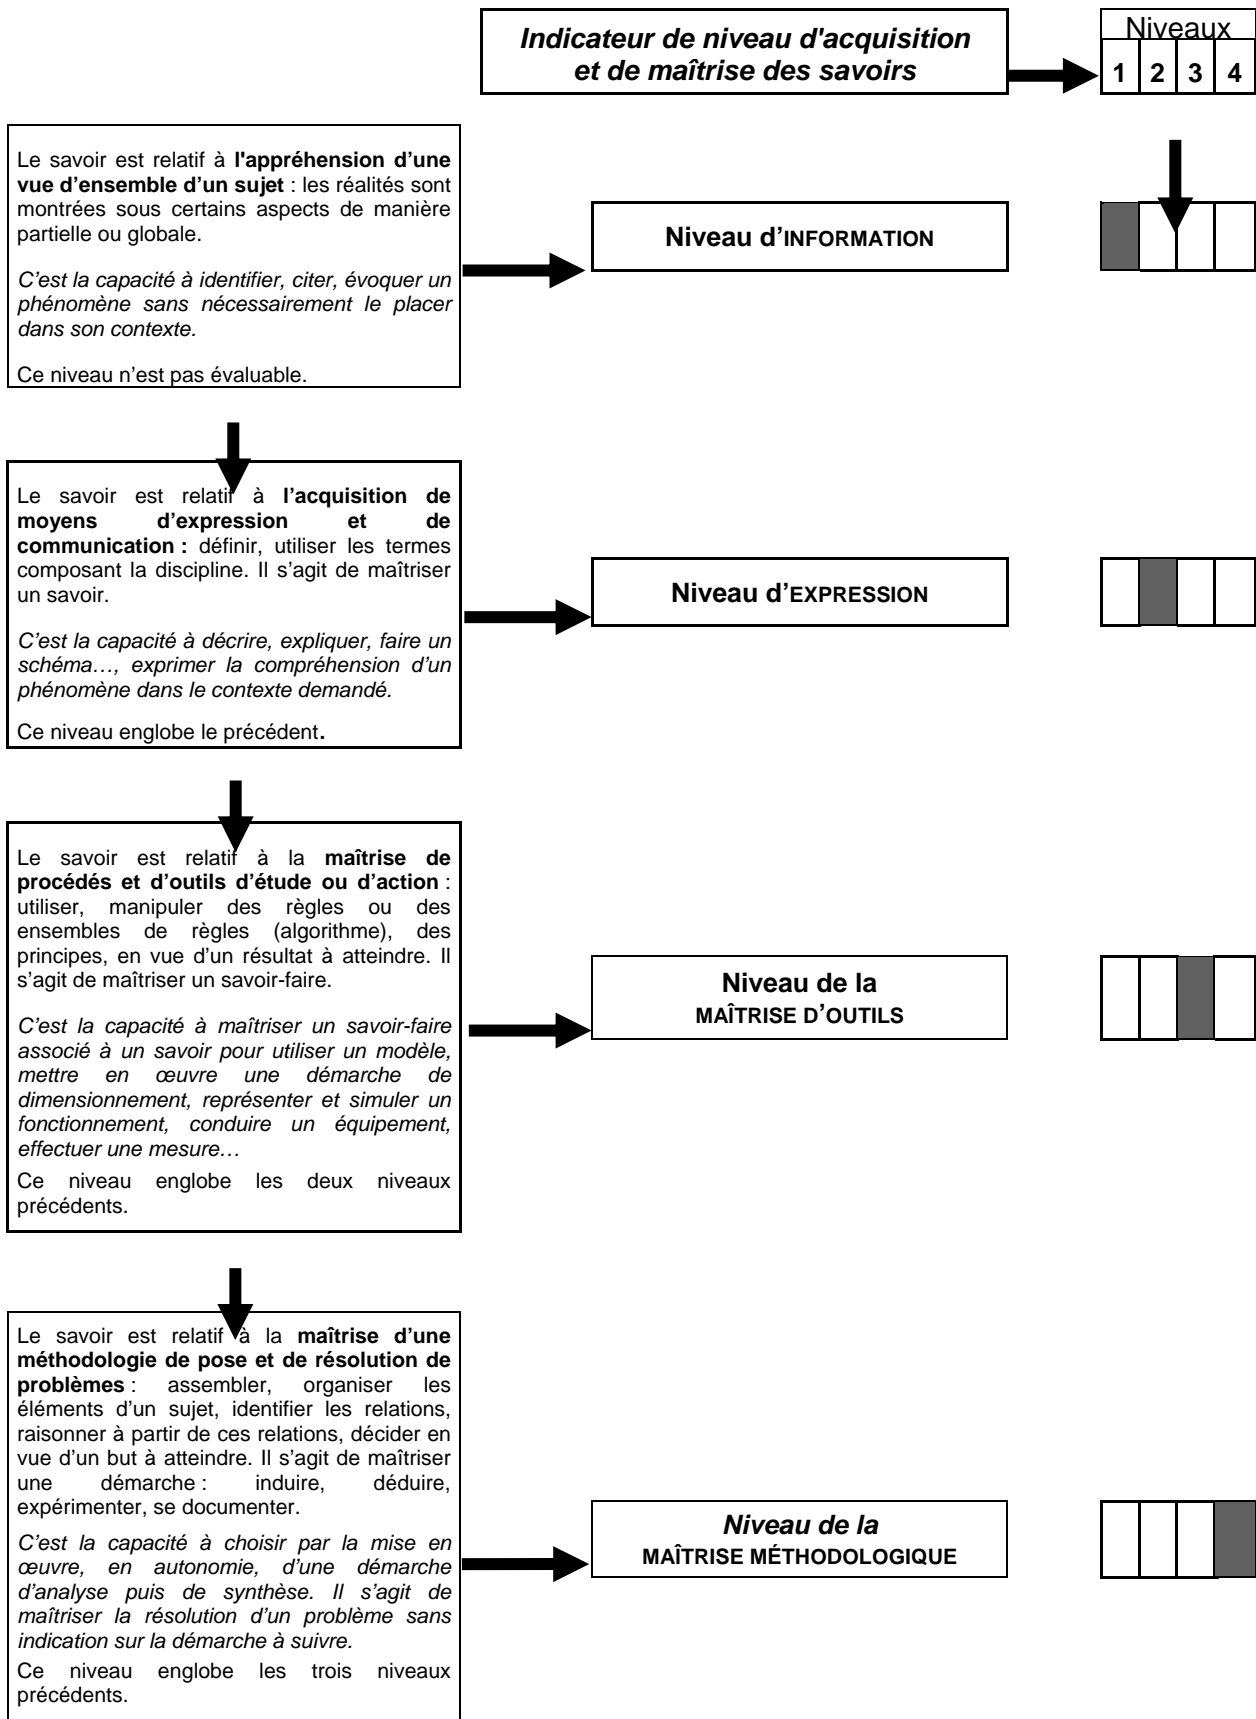 Indicateur de niveau d'acquisition
et de maîtrise des savoirs
Niveaux
1 2 3 4
Le savoir est relatif à l'appréhension d’une
vue d’ensemble d’un sujet : les réalités sont
montrées sous certains aspects de manière
partielle ou globale.
C’est la capacité à identifier, citer, évoquer un
phénomène sans nécessairement le placer
dans son contexte.
Ce niveau n’est pas évaluable.
Niveau d’INFORMATION
Le savoir est relatif à l’acquisition de
moyens d’expression et de
communication : définir, utiliser les termes
composant la discipline. Il s’agit de maîtriser
un savoir.
C’est la capacité à décrire, expliquer, faire un
schéma…, exprimer la compréhension d’un
phénomène dans le contexte demandé.
Ce niveau englobe le précédent.
Niveau d’EXPRESSION
Le savoir est relatif à la maîtrise de
procédés et d’outils d’étude ou d’action :
utiliser, manipuler des règles ou des
ensembles de règles (algorithme), des
principes, en vue d’un résultat à atteindre. Il
s’agit de maîtriser un savoir-faire.
C’est la capacité à maîtriser un savoir-faire
associé à un savoir pour utiliser un modèle,
mettre en œuvre une démarche de
dimensionnement, représenter et simuler un
fonctionnement, conduire un équipement,
effectuer une mesure…
Ce niveau englobe les deux niveaux
précédents.
Niveau de la
MAÎTRISE D’OUTILS
Le savoir est relatif à la maîtrise d’une
méthodologie de pose et de résolution de
problèmes : assembler, organiser les
éléments d’un sujet, identifier les relations,
raisonner à partir de ces relations, décider en
vue d’un but à atteindre. Il s’agit de maîtriser
une démarche : induire, déduire,
expérimenter, se documenter.
C’est la capacité à choisir par la mise en
œuvre, en autonomie, d’une démarche
d’analyse puis de synthèse. Il s’agit de
maîtriser la résolution d’un problème sans
indication sur la démarche à suivre.
Ce niveau englobe les trois niveaux
précédents.
Niveau de la
MAÎTRISE MÉTHODOLOGIQUE